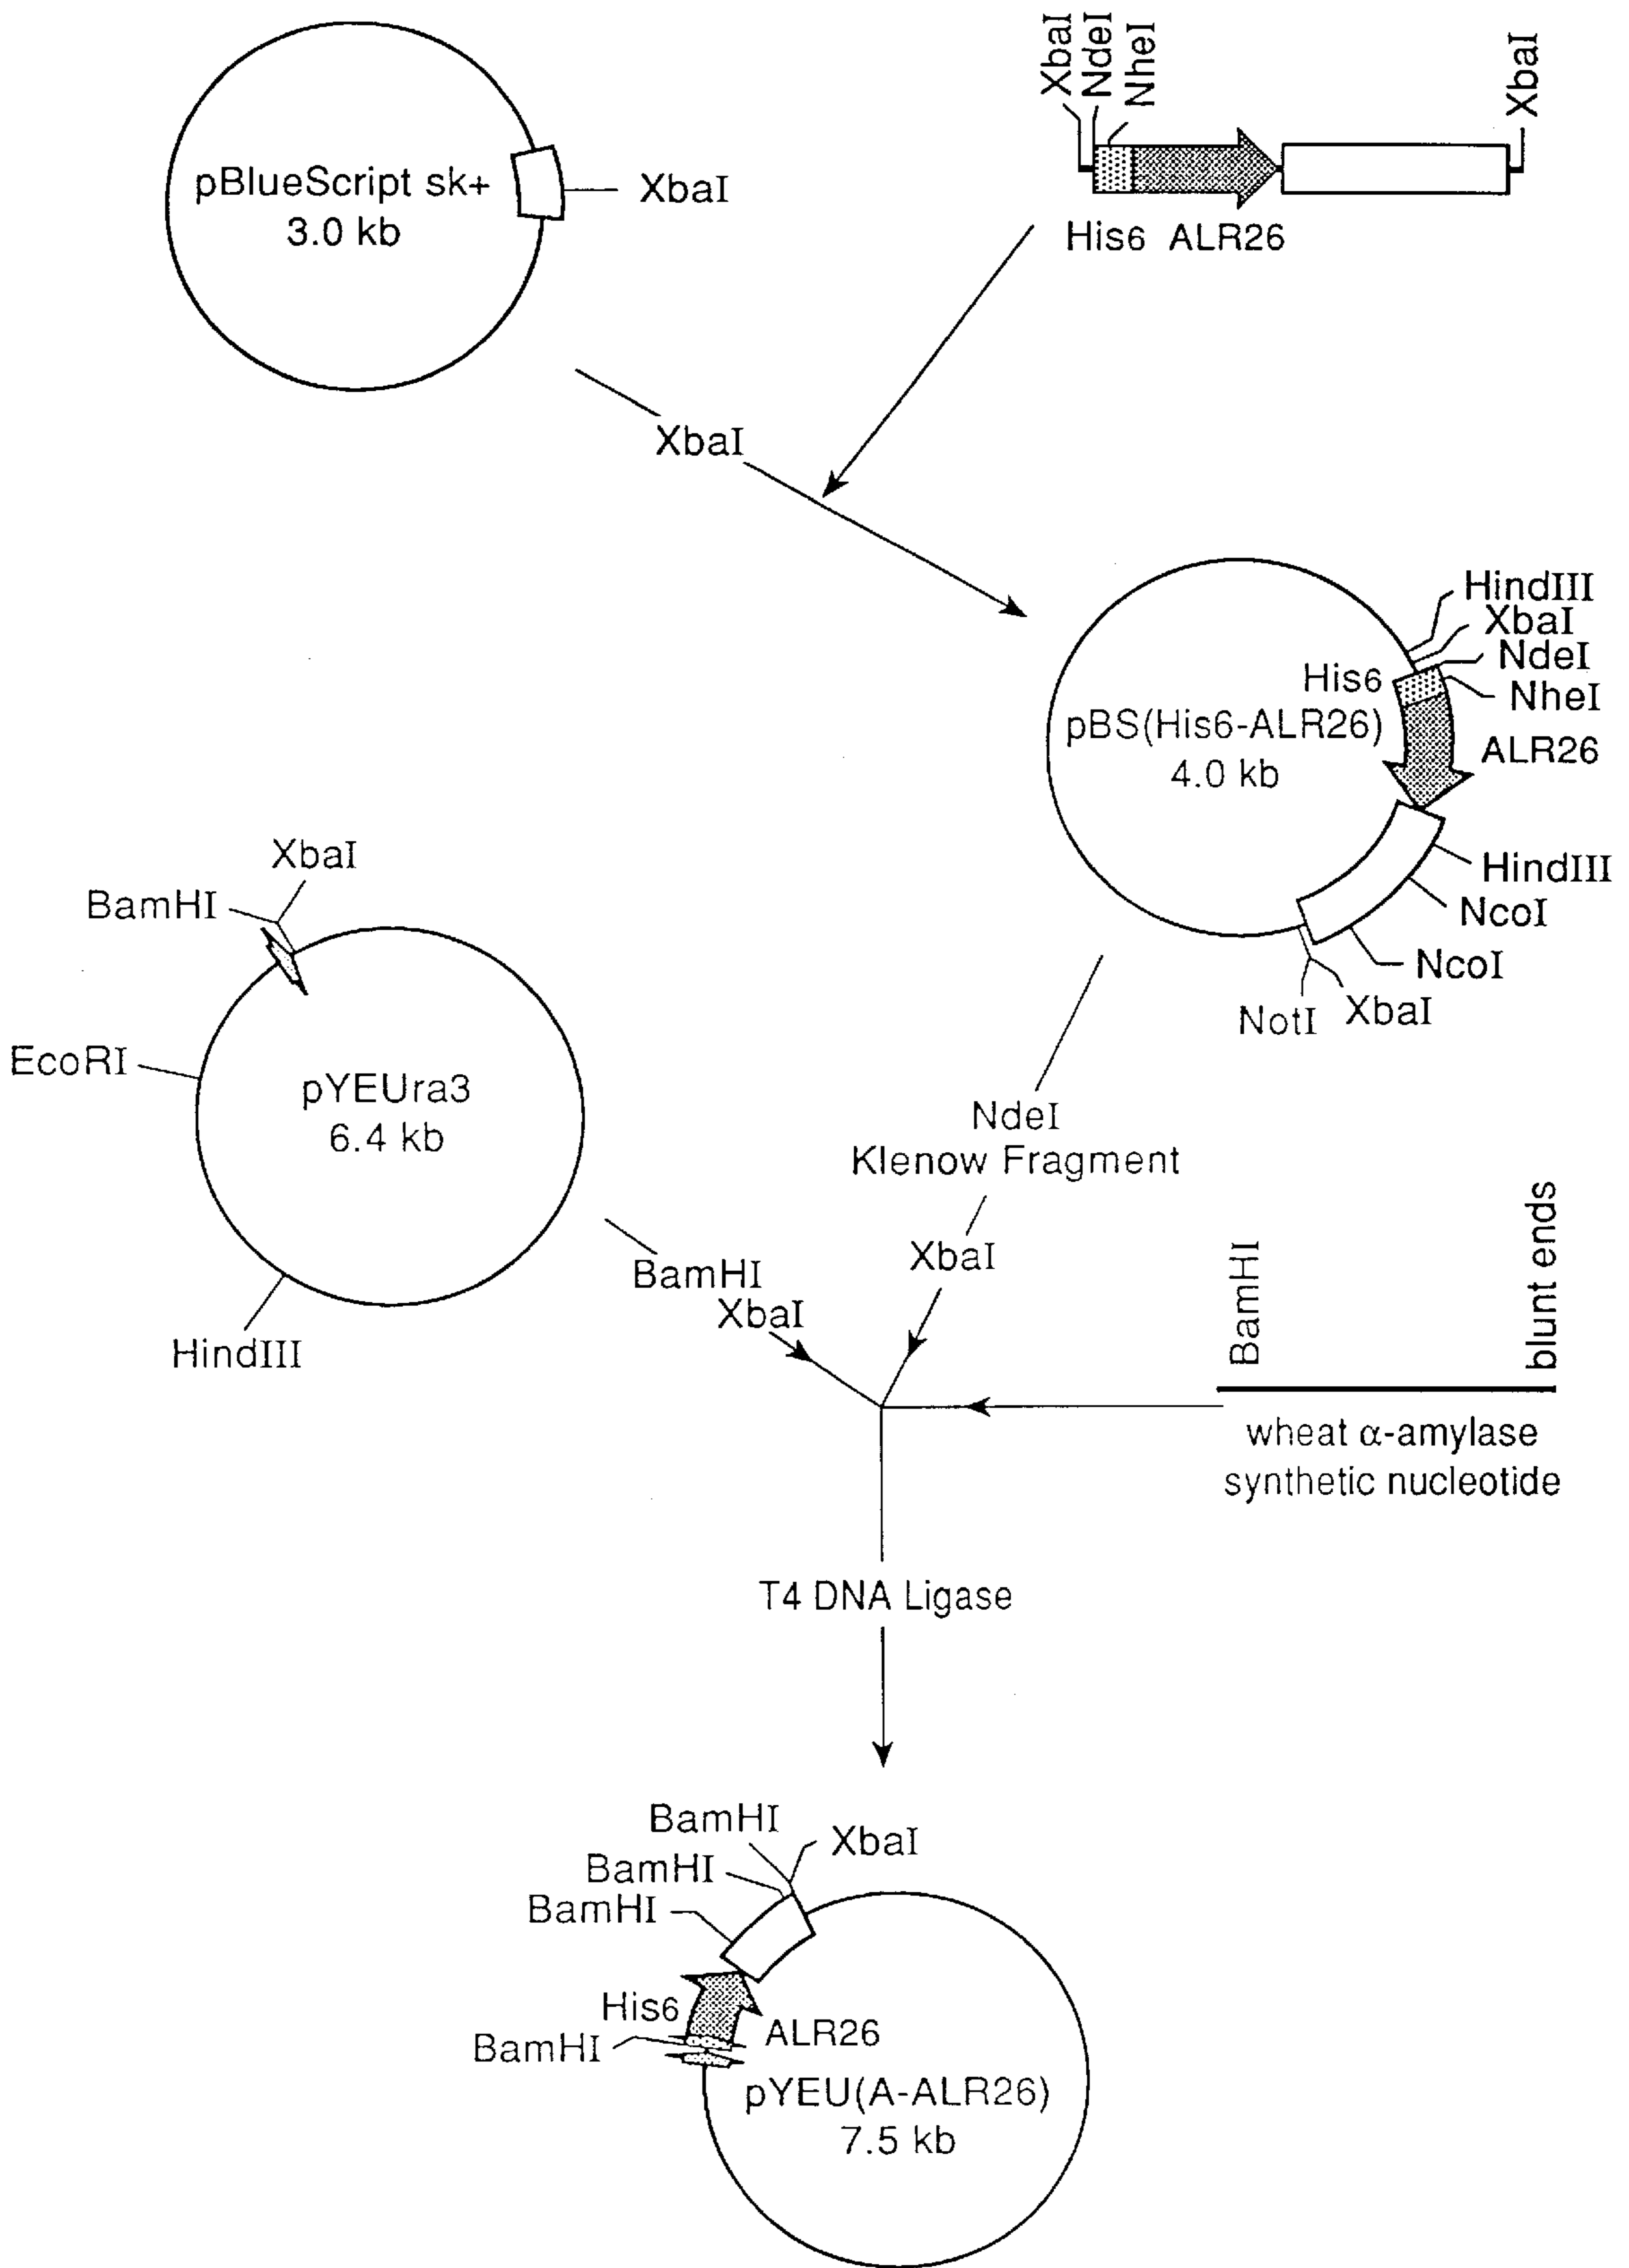 pBlueScript sk+
3.0 kb
XbaI
XbaI
NdeI
NheI
XbaI
His6 ALR26
XbaI
HindIII
XbaI
NdeI
NheI
His6
pBS(His6-ALR26)
4.0 kb
ALR26
HindIII
NcoI
NcoI
XbaI
NotI
XbaI
BamHI
EcoRI
pYEUra3
6.4 kb
HindIII
NdeI
Klenow Fragment
XbaI
BamHI
XbaI
BamHI
blunt ends
wheat α-amylase
synthetic nucleotide
T4 DNA Ligase
BamHI
XbaI
BamHI
BamHI
His6
ALR26
BamHI
pYEU(A-ALR26)
7.5 kb